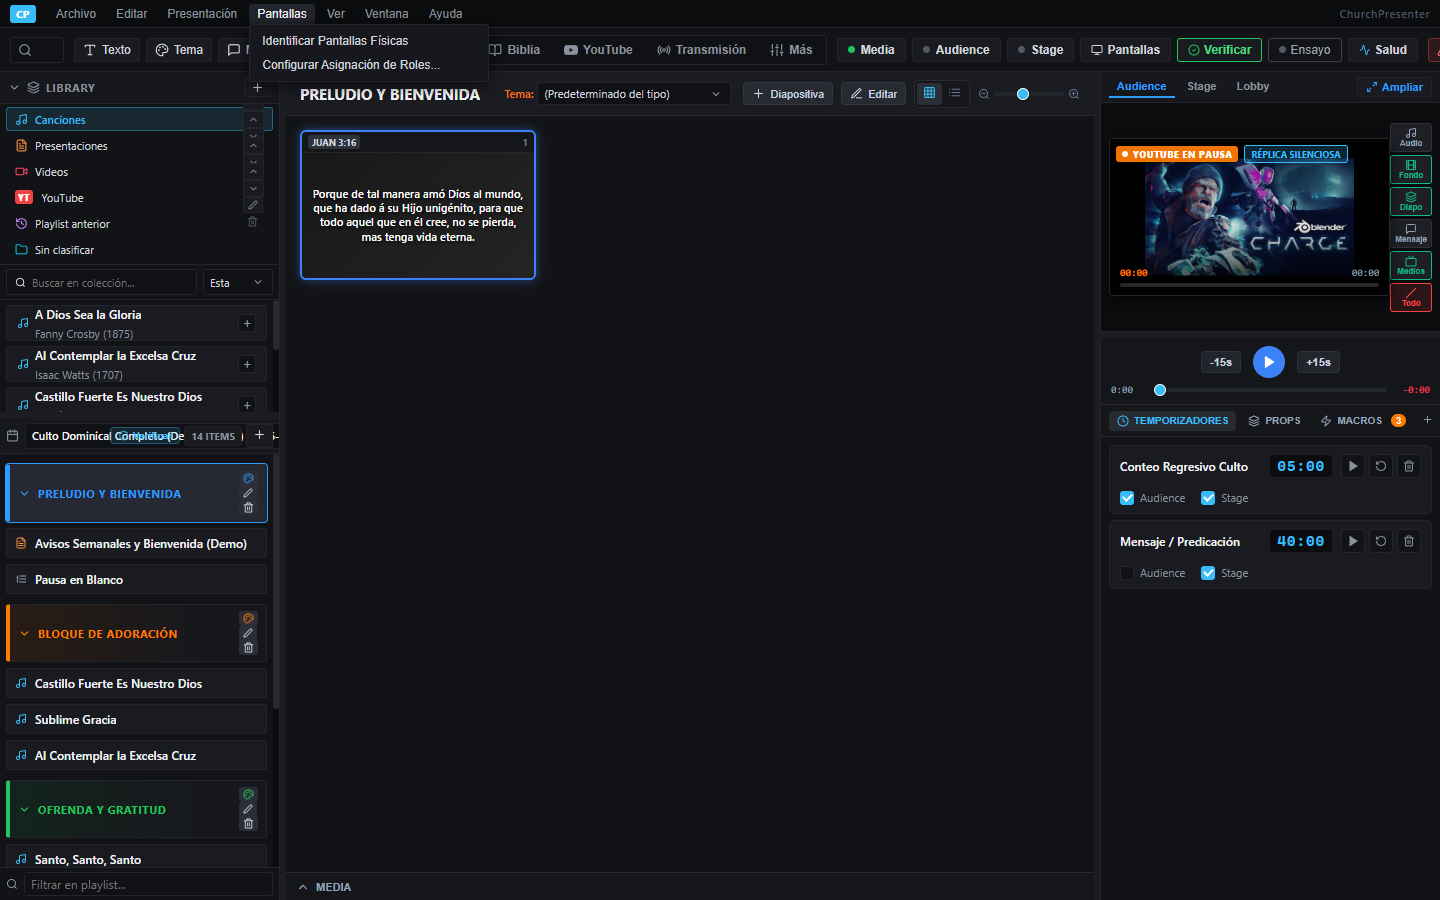 CP Archivo Editar Presentación Pantallas Ver Ventana Ayuda ChurchPresenter
Identificar Pantallas Físicas
Configurar Asignación de Roles...
Texto Tema Biblia YouTube Transmisión Más Media Audience Stage Pantallas Verificar Ensayo Salud
LIBRARY
Canciones
Presentaciones
Videos
YT YouTube
Playlist anterior
Sin clasificar
Buscar en colección... Esta
A Dios Sea la Gloria
Fanny Crosby (1875)
Al Contemplar la Excelsa Cruz
Isaac Watts (1707)
Castillo Fuerte Es Nuestro Dios
Culto Dominical Completo (De 14 ITEMS
PRELUDIO Y BIENVENIDA
Avisos Semanales y Bienvenida (Demo)
Pausa en Blanco
BLOQUE DE ADORACIÓN
Castillo Fuerte Es Nuestro Dios
Sublime Gracia
Al Contemplar la Excelsa Cruz
OFRENDA Y GRATITUD
Santo, Santo, Santo
Filtrar en playlist...
PRELUDIO Y BIENVENIDA Tema: (Predeterminado del tipo) Diapositiva Editar
JUAN 3:16 1
Porque de tal manera amó Dios al mundo,
que ha dado á su Hijo unigénito, para que
todo aquel que en él cree, no se pierda,
mas tenga vida eterna.
MEDIA
Audience Stage Lobby Ampliar
YOUTUBE EN PAUSA RÉPLICA SILENCIOSA
blender
CHARGE
00:00 00:00
Audio
Fondo
Diapo
Mensaje
Medios
Todo
-15s +15s
0:00 -0:00
TEMPORIZADORES PROPS MACROS 3
Conteo Regresivo Culto 05:00
Audience Stage
Mensaje / Predicación 40:00
Audience Stage